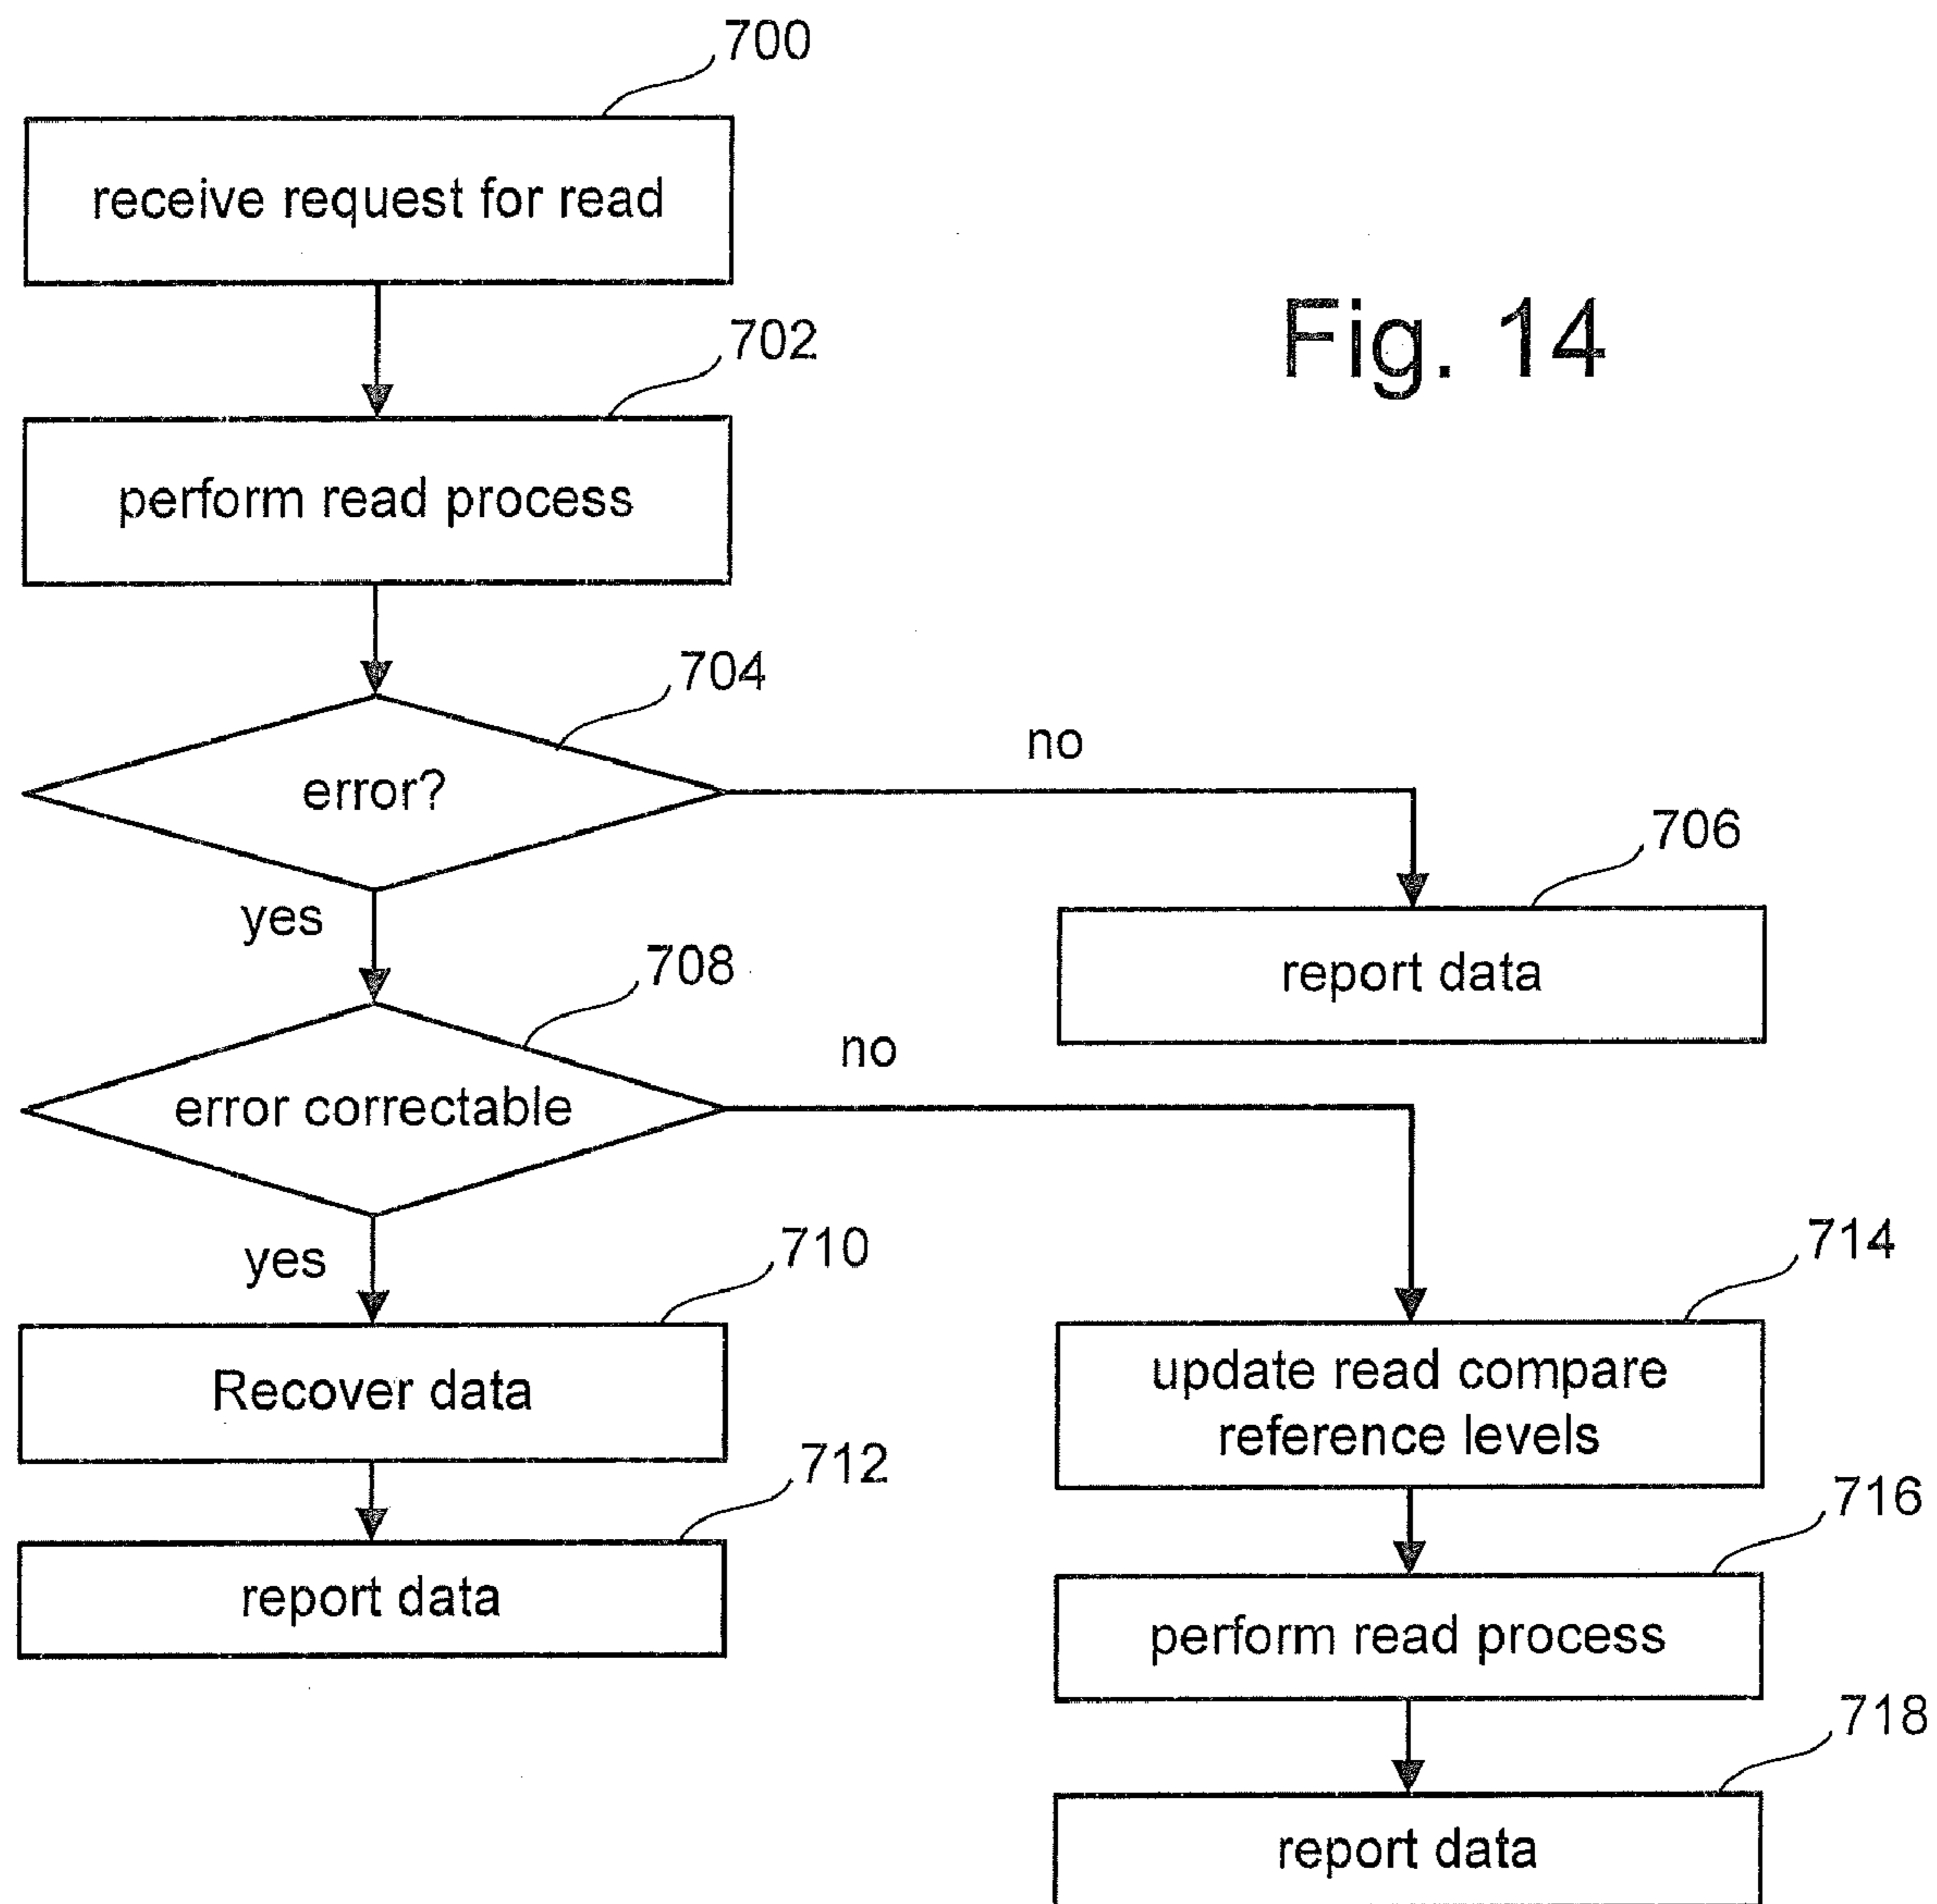 700
receive request for read
Fig. 14
702
perform read process
704
error?
no
yes
706
report data
708
error correctable
no
yes
710
Recover data
712
report data
714
update read compare
reference levels
716
perform read process
718
report data